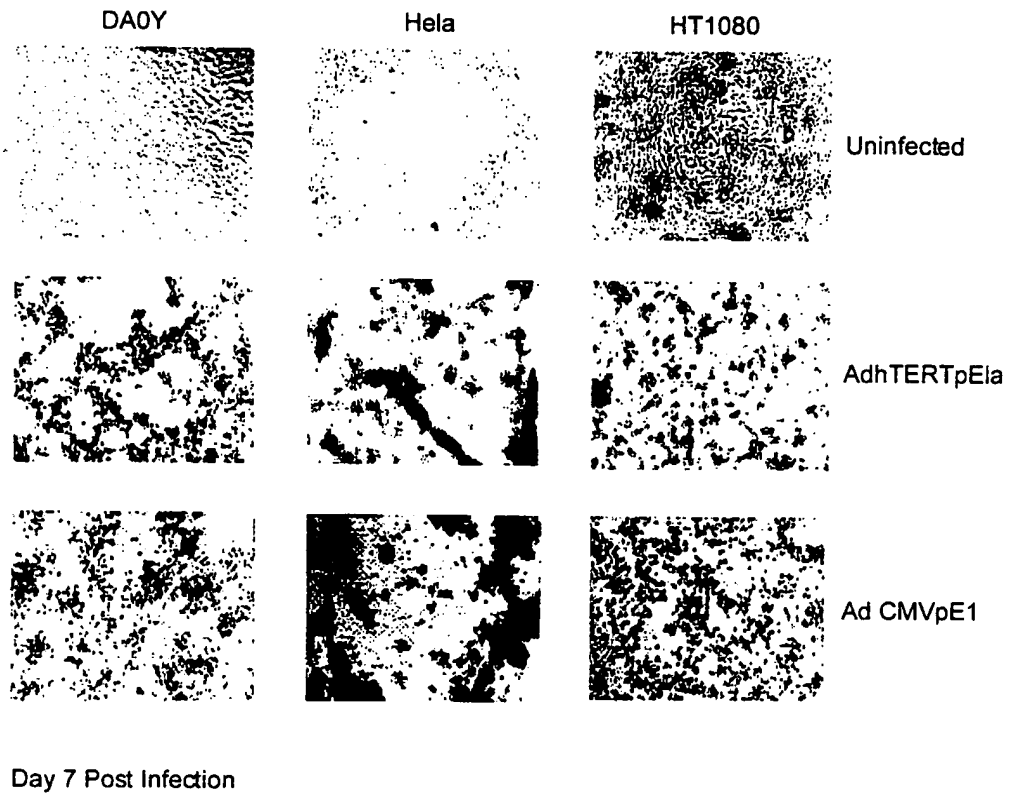 DA0Y
Hela
HT1080
Uninfected
AdhTERTpEla
Ad CMVpE1
Day 7 Post Infection